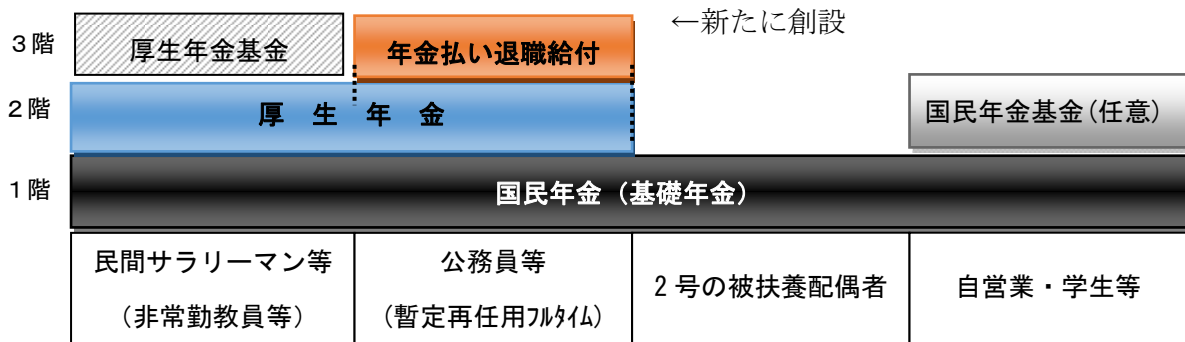 3階
厚生年金基金
年金払い退職給付
←新たに創設
2階
厚生年金
国民年金基金(任意)
1階
国民年金（基礎年金）
民間サラリーマン等
（非常勤教員等）
公務員等
(暫定再任用ﾌﾙﾀｲﾑ)
2号の被扶養配偶者
自営業・学生等